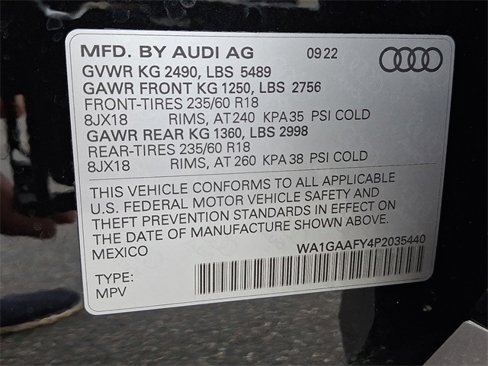 MFD. BY AUDI AG 09.22
GVWR KG 2490, LBS 5489
GAWR FRONT KG 1250, LBS 2756
FRONT-TIRES 235/60 R18
8JX18 RIMS, AT 240 KPA 35 PSI COLD
GAWR REAR KG 1360, LBS 2998
REAR-TIRES 235/60 R18
8JX18 RIMS, AT 260 KPA 38 PSI COLD
THIS VEHICLE CONFORMS TO ALL APPLICABLE
U.S. FEDERAL MOTOR VEHICLE SAFETY AND
THEFT PREVENTION STANDARDS IN EFFECT ON
THE DATE OF MANUFACTURE SHOWN ABOVE.
MEXICO WA1GAAFY4P2035440
TYPE:
MPV